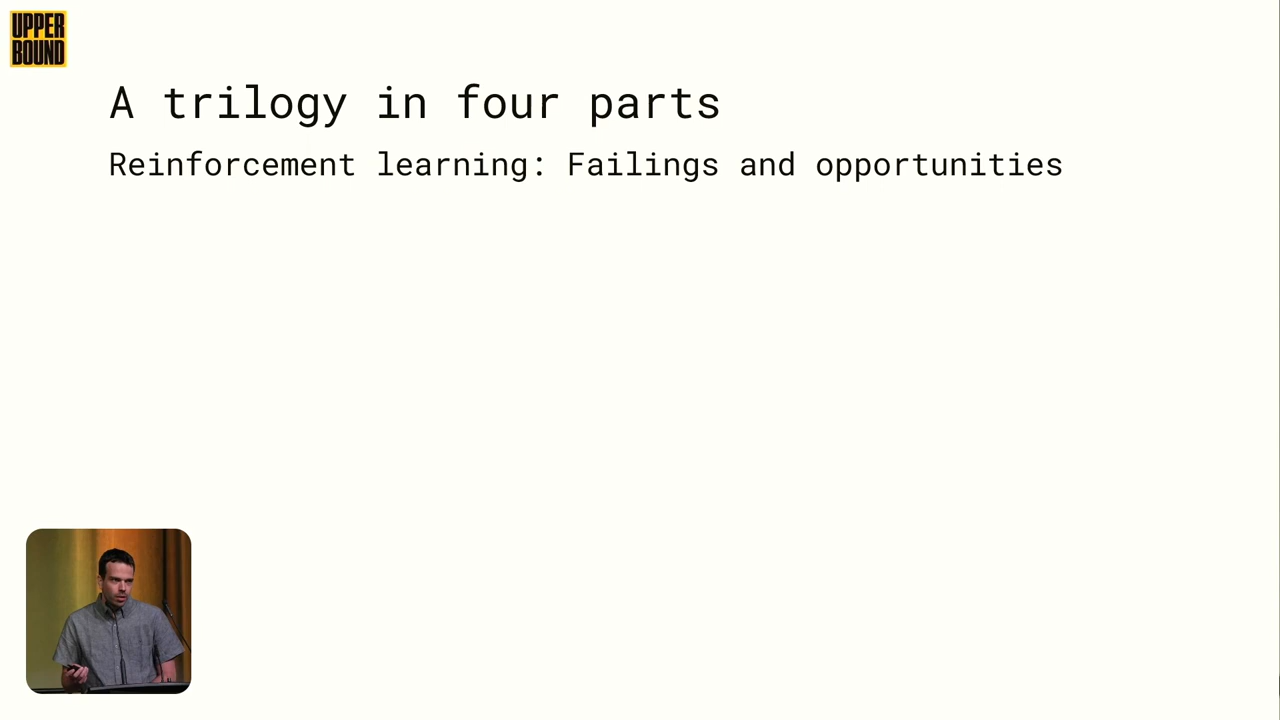 UPPER
BOUND
A trilogy in four parts
Reinforcement learning: Failings and opportunities